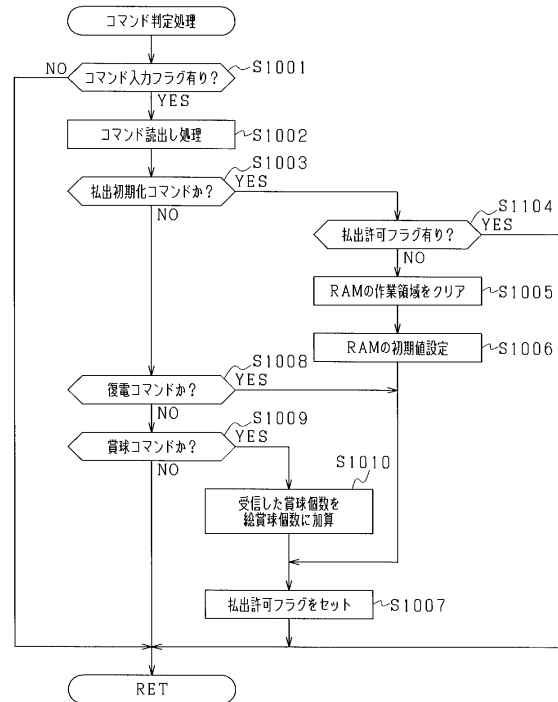 コマンド判定処理
NO
コマンド入力フラグ有り?
S1001
YES
コマンド読出し処理
S1002
S1003
払出初期化コマンドか?
YES
NO
S1104
払出許可フラグ有り?
YES
NO
RAMの作業領域をクリア
S1005
RAMの初期値設定
S1006
S1008
復電コマンドか?
YES
NO
S1009
賞球コマンドか?
YES
NO
S1010
受信した賞球個数を
総賞球個数に加算
払出許可フラグをセット
S1007
RET